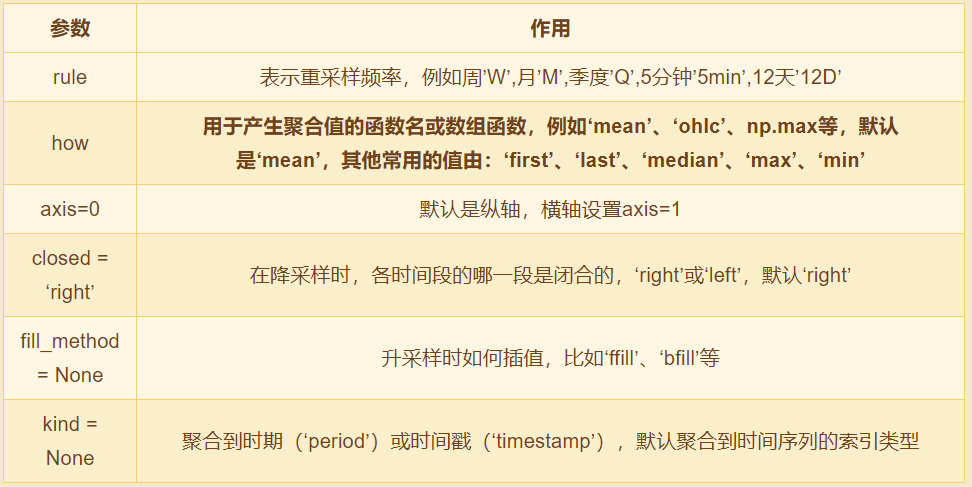 参数
作用
rule
表示重采样频率，例如周’W’,月’M’,季度’Q’,5分钟’5min’,12天’12D’
how
用于产生聚合值的函数名或数组函数，例如‘mean’、‘ohlc’、np.max等，默认
是‘mean’，其他常用的值由：‘first’、‘last’、‘median’、‘max’、‘min’
axis=0
默认是纵轴，横轴设置axis=1
closed =
‘right’
在降采样时，各时间段的哪一段是闭合的，‘right’或‘left’，默认‘right’
fill_method
= None
升采样时如何插值，比如‘ffill’、‘bfill’等
kind =
None
聚合到时期（‘period’）或时间戳（‘timestamp’），默认聚合到时间序列的索引类型